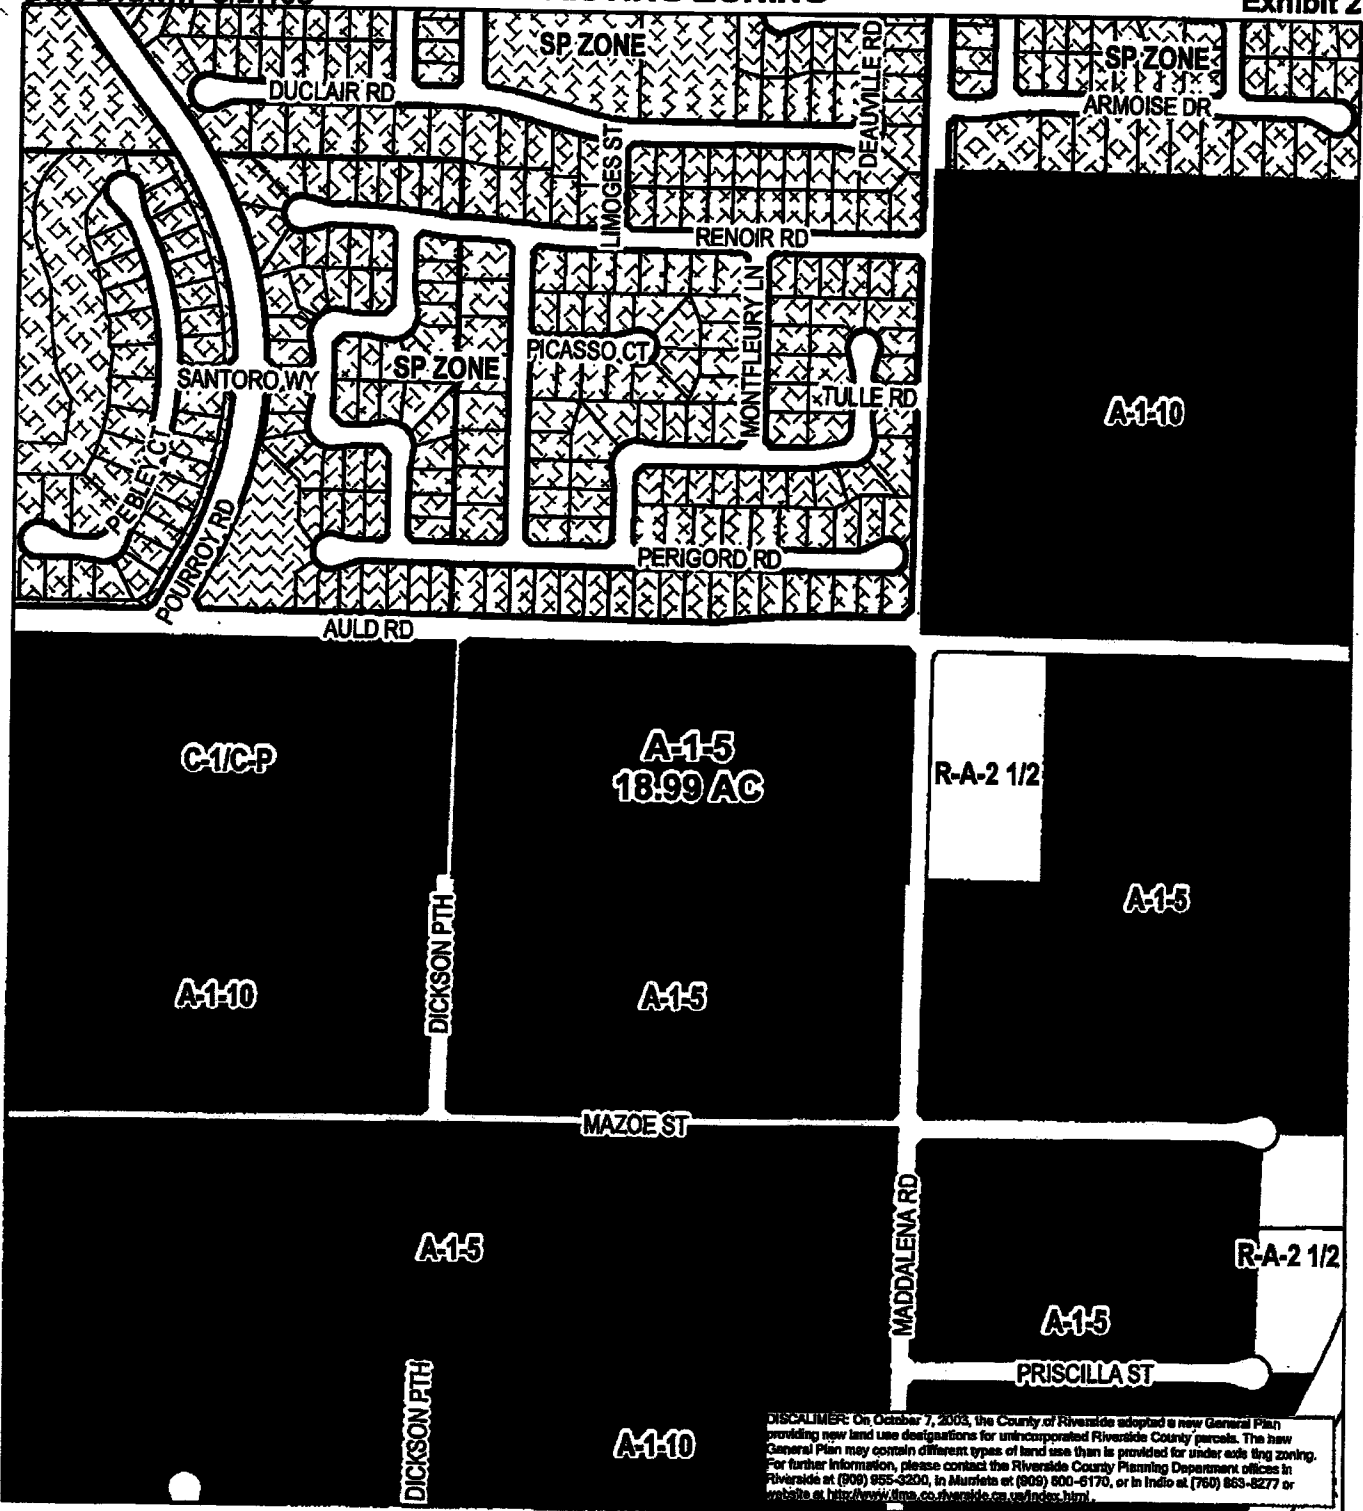 Exhibit 2
SP ZONE
SP ZONE
DUCLAIR RD
DEAUVILLE RD
ARMOISE DR
LIMOGES ST
RENOIR RD
MONTFLEURY LN
PICASSO CT
SP ZONE
SANTORO WY
TULLE RD
A-1-10
PEBLEY CT
POURROY RD
PERIGORD RD
AULD RD
C-1/C-P
A-1-5
18.99 AC
R-A-2 1/2
A-1-5
DICKSON PTH
A-1-10
A-1-5
MAZOE ST
MADDALENA RD
A-1-5
R-A-2 1/2
A-1-5
PRISCILLA ST
DICKSON PTH
A-1-10
DISCALIMER: On October 7, 2003, the County of Riverside adopted a new General Plan
providing new land use designations for unincorporated Riverside County parcels. The new
General Plan may contain different types of land use than is provided for under exis ting zoning.
For further information, please contact the Riverside County Planning Department offices in
Riverside at (909) 955-3200, in Murrieta at (909) 600-6170, or in Indio at (760) 863-8277 or
website at